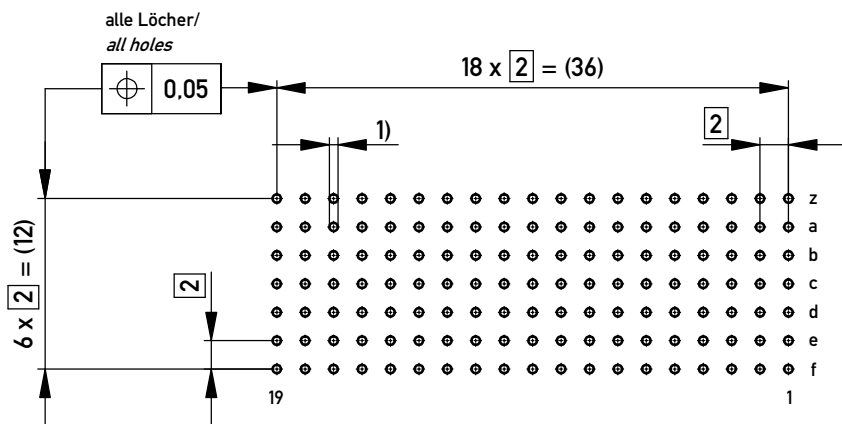 alle Löcher/
all holes
0,05
18 x 2 = (36)
1)
2
z
a
b
c
d
e
f
6 x 2 = (12)
2
19
1